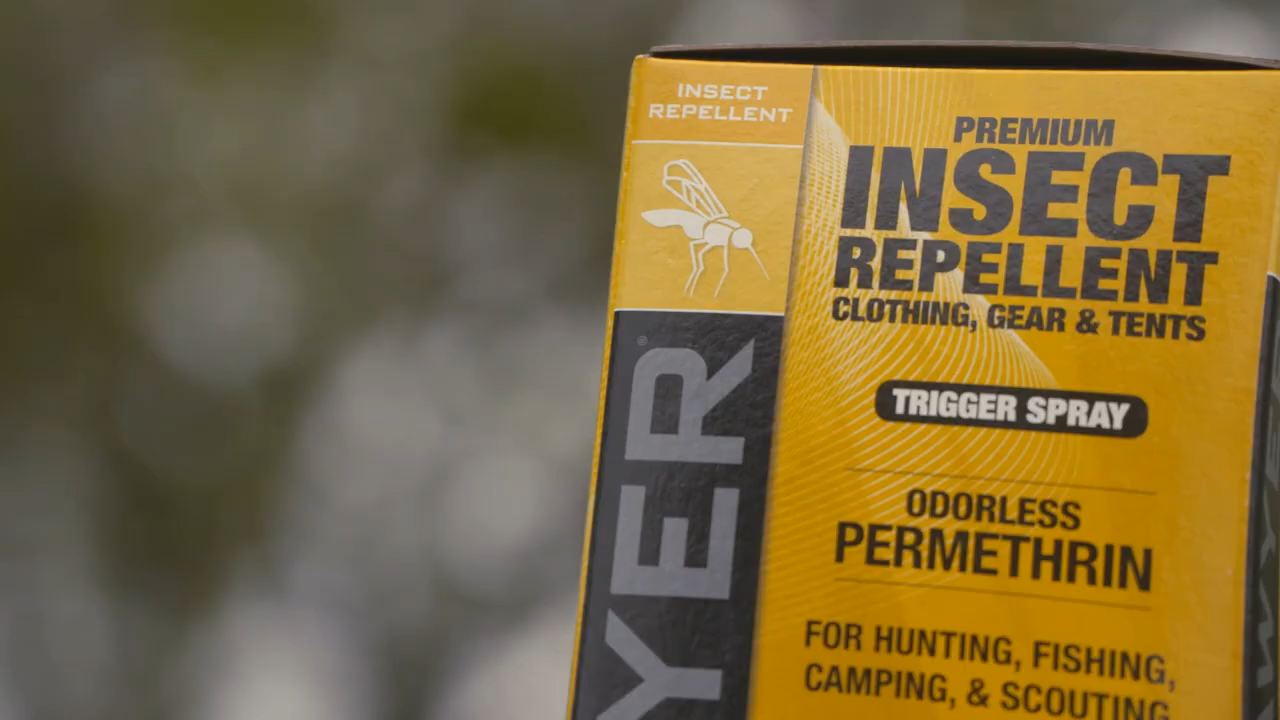 INSECT
REPELLENT
YER®
PREMIUM
INSECT
REPELLENT
CLOTHING, GEAR & TENTS
TRIGGER SPRAY
ODORLESS
PERMETHRIN
FOR HUNTING, FISHING,
CAMPING, & SCOUTING